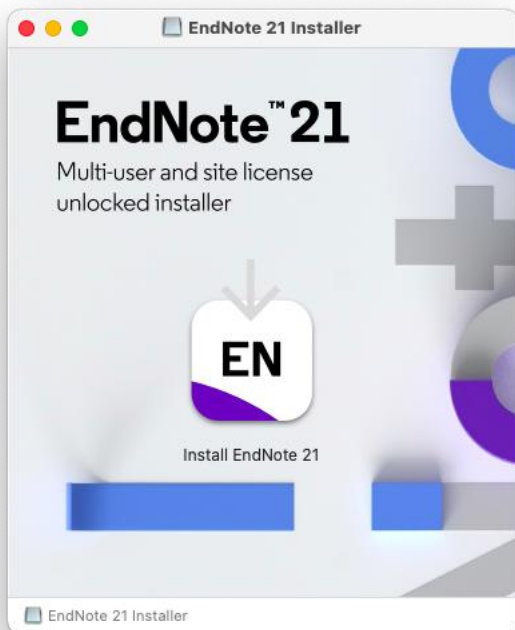 EndNote 21 Installer
EndNote™ 21
Multi-user and site license
unlocked installer
EN
Install EndNote 21
EndNote 21 Installer